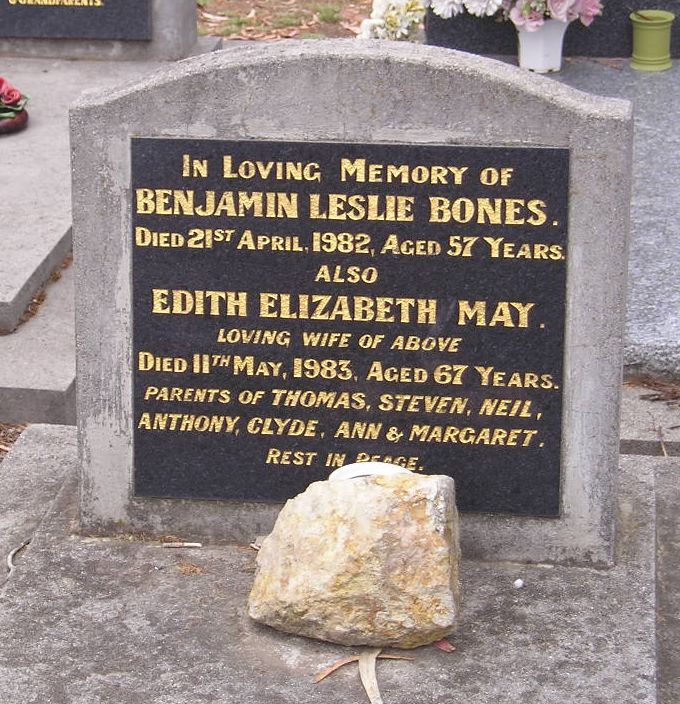 & GRANDPARENTS.
IN LOVING MEMORY OF
BENJAMIN LESLIE BONES.
DIED 21ST APRIL, 1982, AGED 57 YEARS.
ALSO
EDITH ELIZABETH MAY.
LOVING WIFE OF ABOVE
DIED 11TH MAY, 1983, AGED 67 YEARS.
PARENTS OF THOMAS, STEVEN, NEIL,
ANTHONY, CLYDE, ANN & MARGARET.
REST IN PEACE.